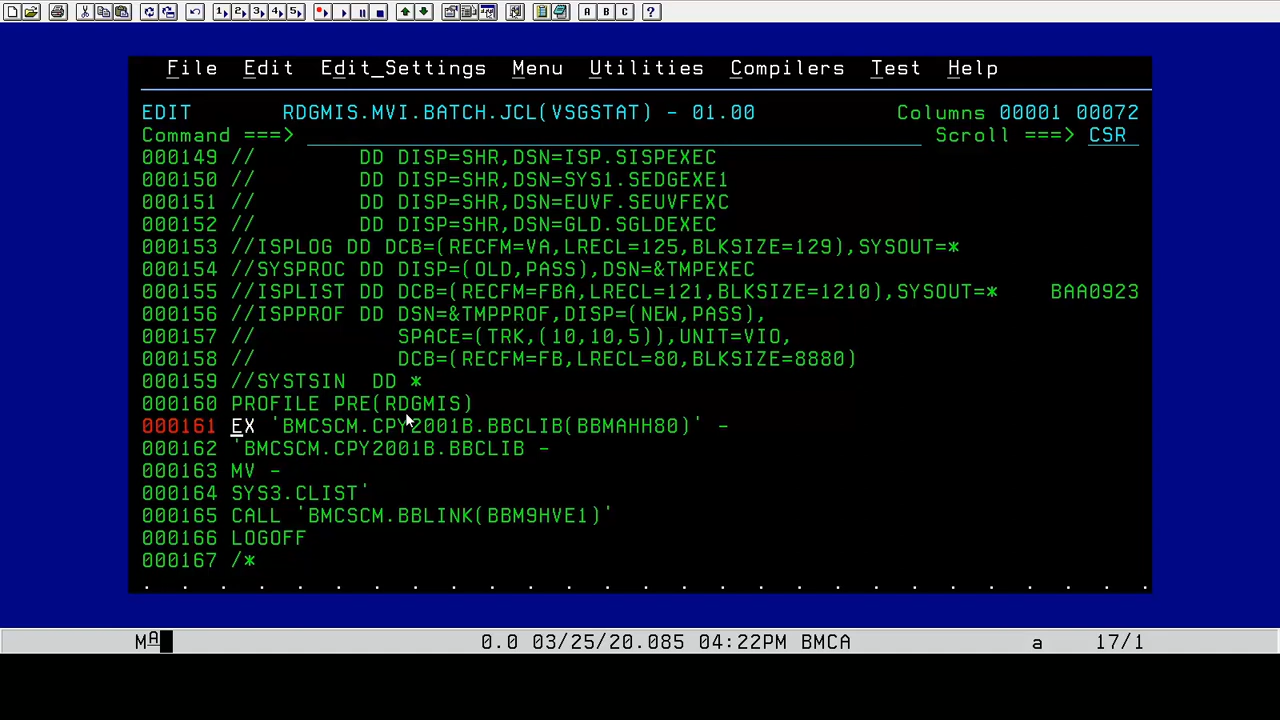 1 2 3 4 5 A B C ?
File Edit Edit_Settings Menu Utilities Compilers Test Help
EDIT RDGMIS.MVI.BATCH.JCL(VSGSTAT) - 01.00 Columns 00001 00072
Command ===> Scroll ===> CSR
000149 // DD DISP=SHR,DSN=ISP.SISPEXEC
000150 // DD DISP=SHR,DSN=SYS1.SEDGEXE1
000151 // DD DISP=SHR,DSN=EUVF.SEUVFEXC
000152 // DD DISP=SHR,DSN=GLD.SGLDEXEC
000153 //ISPLOG DD DCB=(RECFM=VA,LRECL=125,BLKSIZE=129),SYSOUT=*
000154 //SYSPROC DD DISP=(OLD,PASS),DSN=&TMPEXEC
000155 //ISPLIST DD DCB=(RECFM=FBA,LRECL=121,BLKSIZE=1210),SYSOUT=* BAA0923
000156 //ISPPROF DD DSN=&TMPPROF,DISP=(NEW,PASS),
000157 // SPACE=(TRK,(10,10,5)),UNIT=VIO,
000158 // DCB=(RECFM=FB,LRECL=80,BLKSIZE=8880)
000159 //SYSTSIN DD *
000160 PROFILE PRE(RDGMIS)
000161 EX 'BMCSCM.CPY2001B.BBCLIB(BBMAHH80)' -
000162 'BMCSCM.CPY2001B.BBCLIB -
000163 MV -
000164 SYS3.CLIST'
000165 CALL 'BMCSCM.BBLINK(BBM9HVE1)'
000166 LOGOFF
000167 /*
. . . . . . . . . . . . . . . . . . . . . . . . . . .
MA 0.0 03/25/20.085 04:22PM BMCA a 17/1